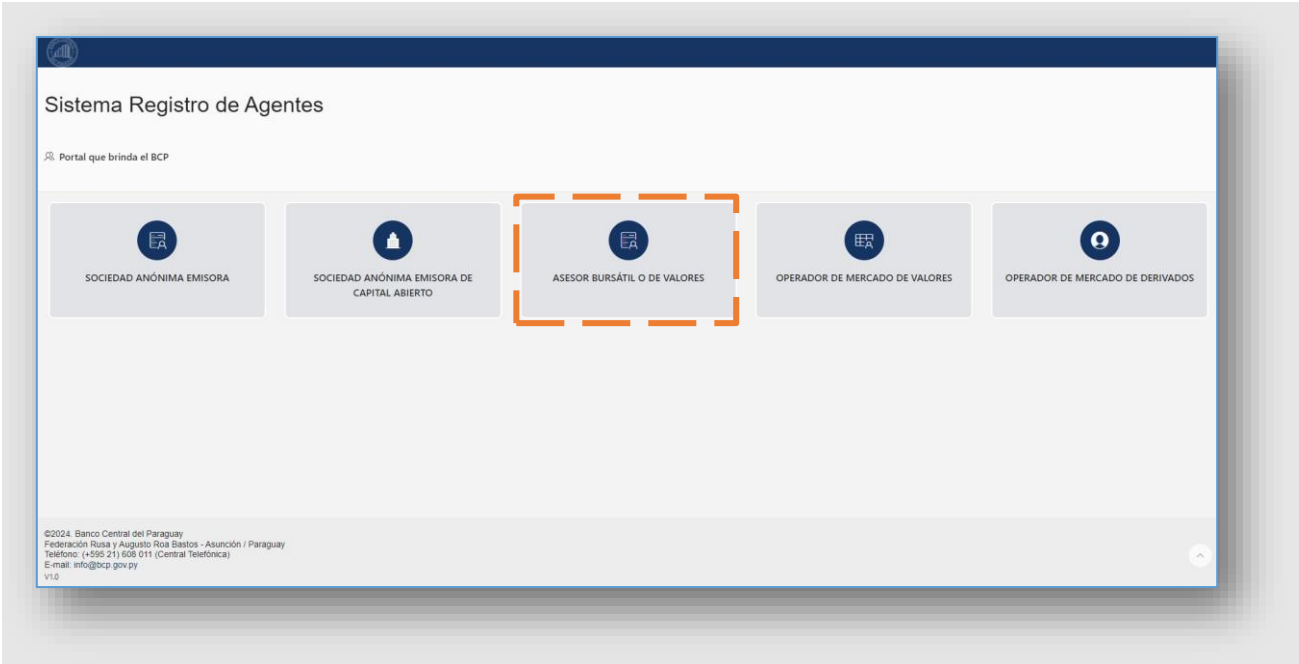 Sistema Registro de Agentes
Portal que brinda el BCP
SOCIEDAD ANÓNIMA EMISORA
SOCIEDAD ANÓNIMA EMISORA DE
CAPITAL ABIERTO
ASESOR BURSÁTIL O DE VALORES
OPERADOR DE MERCADO DE VALORES
OPERADOR DE MERCADO DE DERIVADOS
©2024. Banco Central del Paraguay
Federación Rusa y Augusto Roa Bastos - Asunción / Paraguay
Teléfono: (+595 21) 608 011 (Central Telefónica)
E-mail: info@bcp.gov.py
V1.0